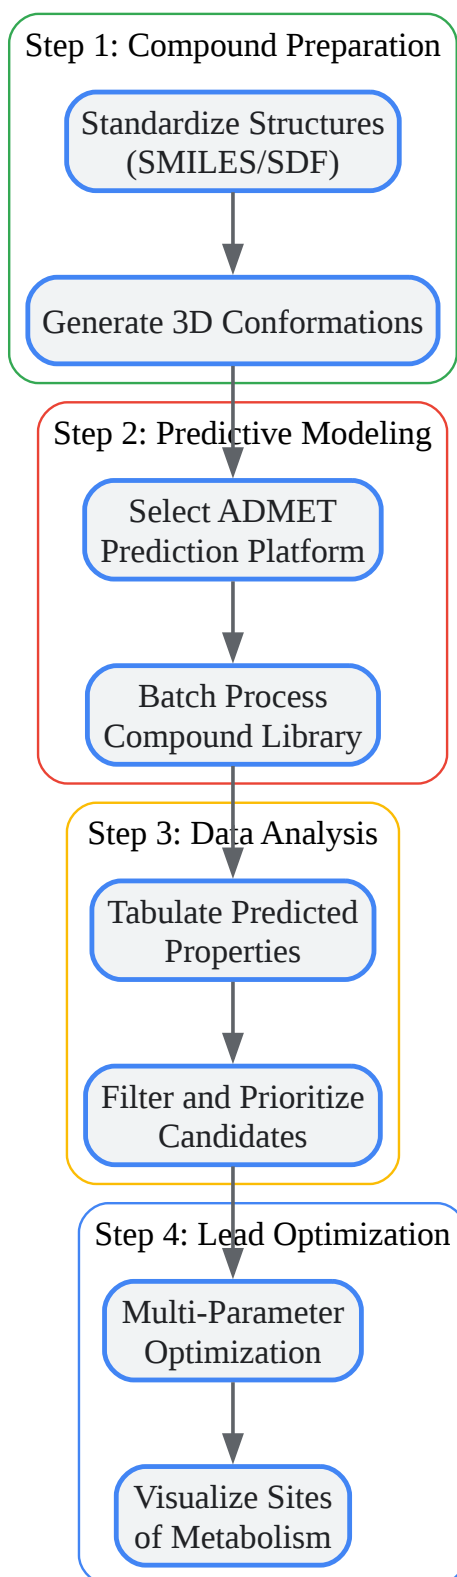 Step 1: Compound Preparation
Standardize Structures
(SMILES/SDF)
Generate 3D Conformations
Step 2: Predictive Modeling
Select ADMET
Prediction Platform
Batch Process
Compound Library
Step 3: Data Analysis
Tabulate Predicted
Properties
Filter and Prioritize
Candidates
Step 4: Lead Optimization
Multi-Parameter
Optimization
Visualize Sites
of Metabolism